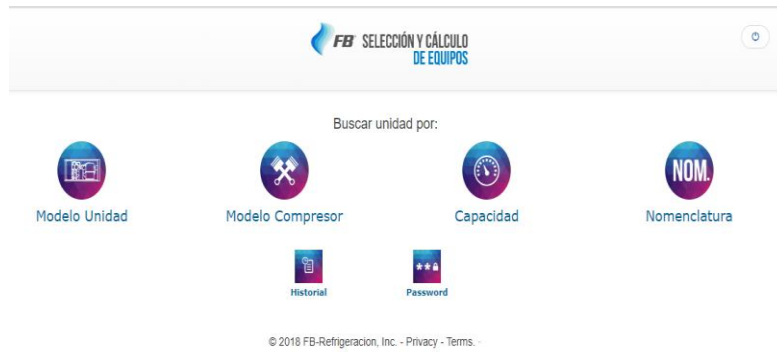 FB SELECCIÓN Y CÁLCULO
DE EQUIPOS
Buscar unidad por:
NOM.
Modelo Unidad Modelo Compresor Capacidad Nomenclatura
**
Historial Password
© 2018 FB-Refrigeracion, Inc. - Privacy - Terms. -